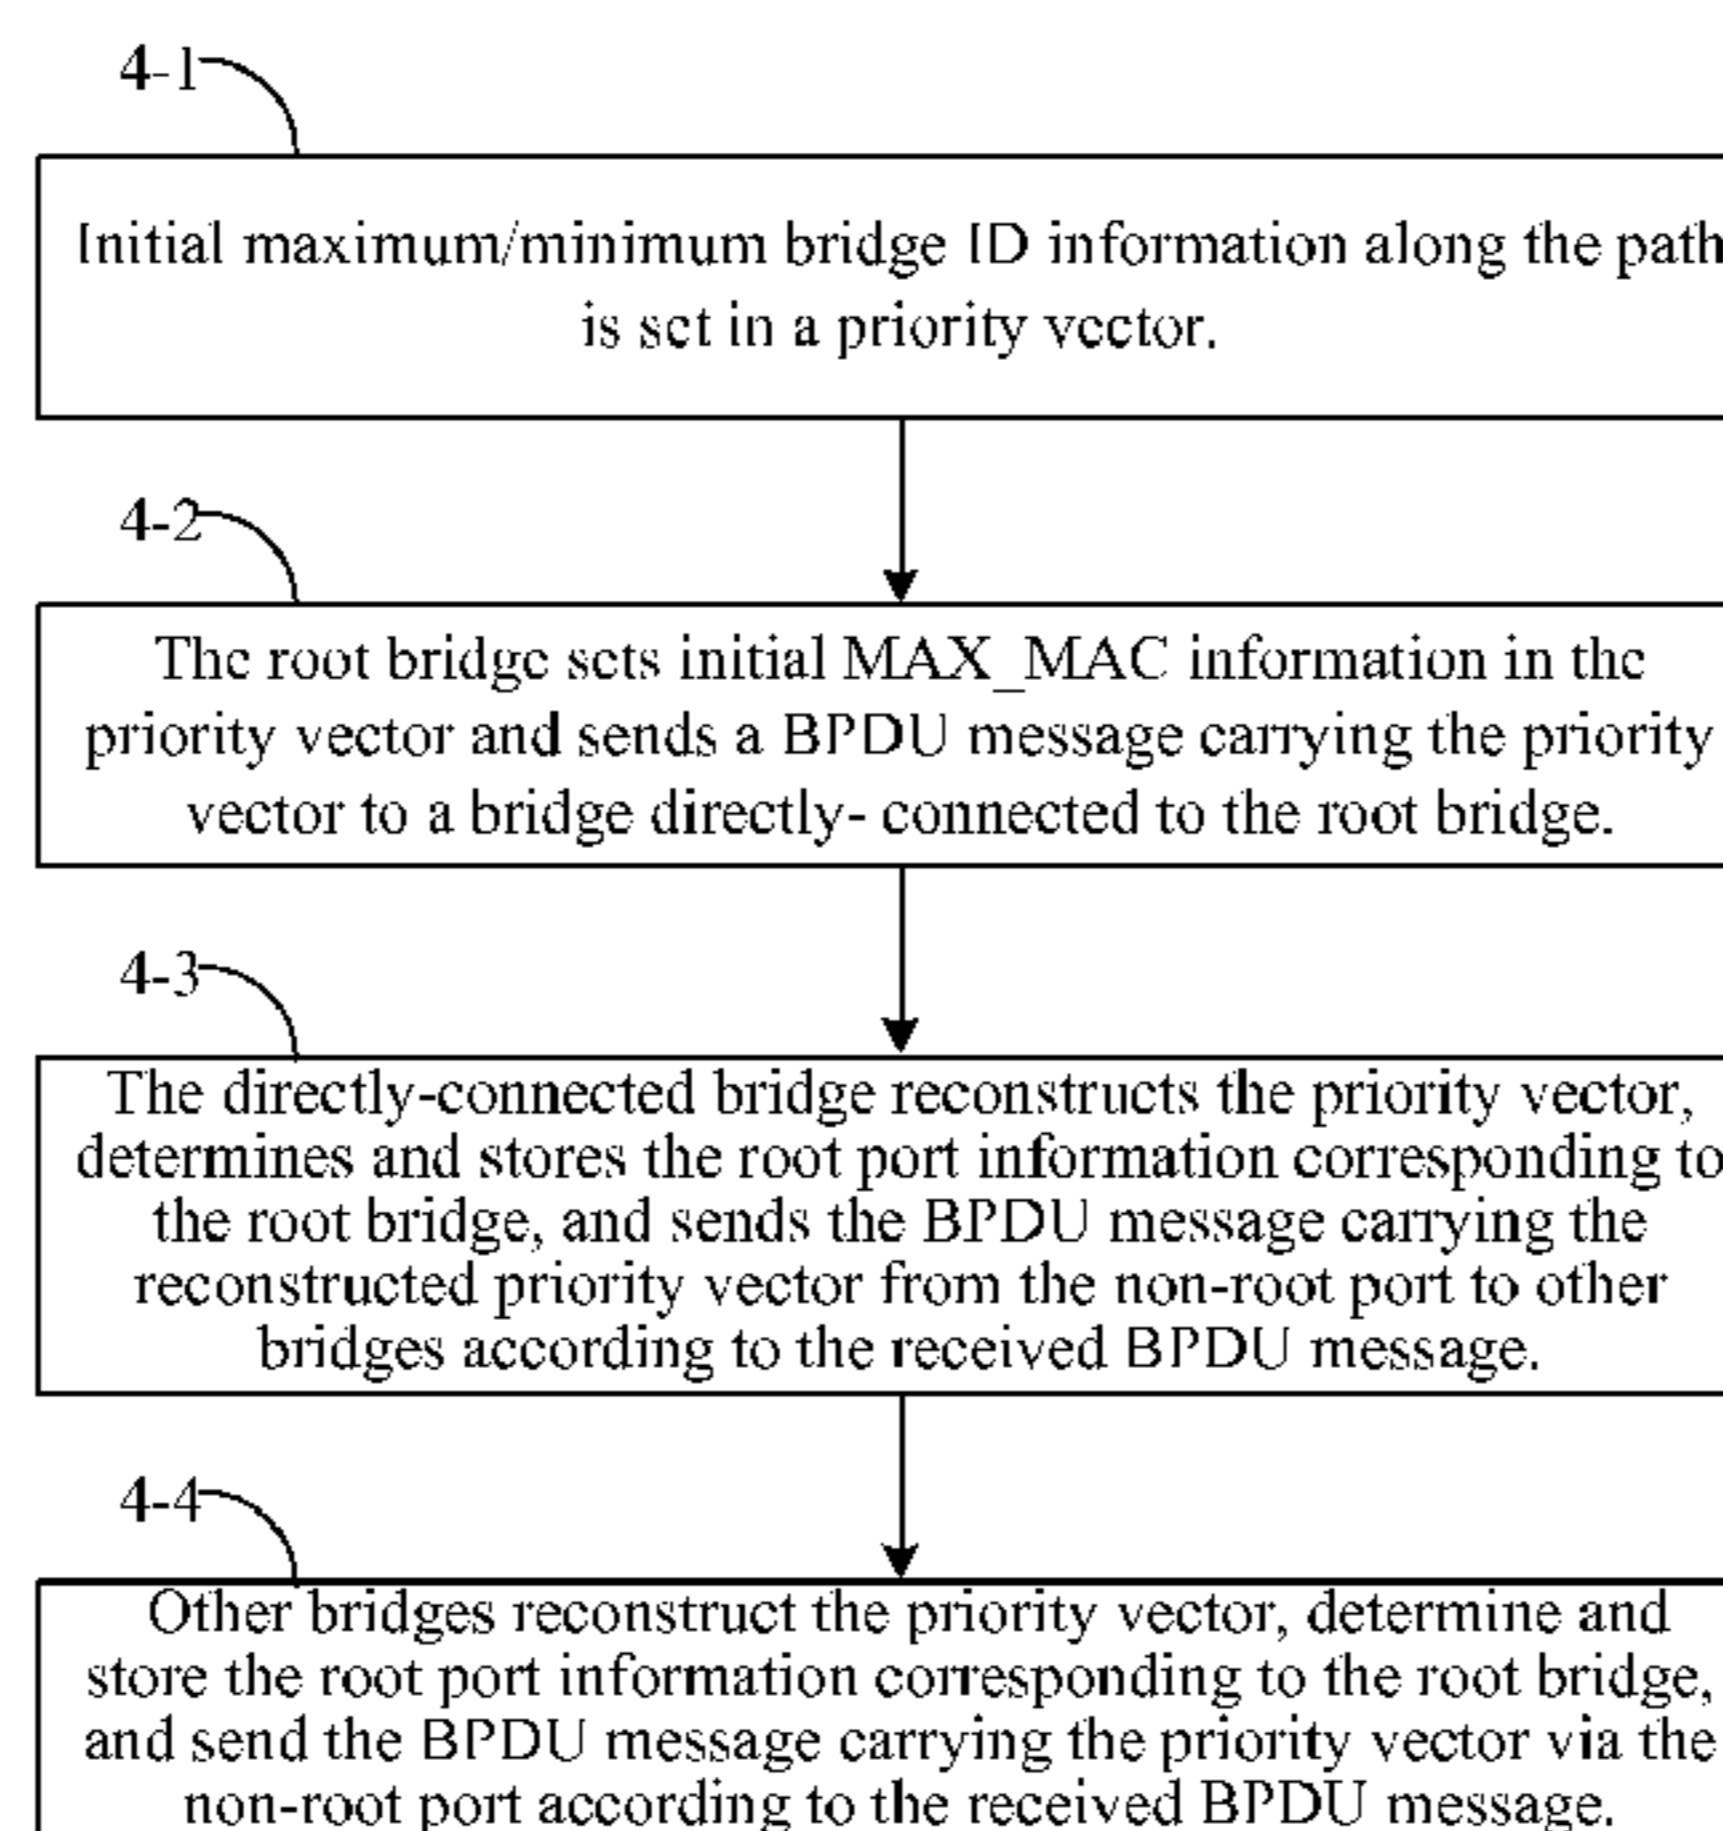 4-1
Initial maximum/minimum bridge ID information along the path
is set in a priority vector.
4-2
The root bridge sets initial MAX_MAC information in the
priority vector and sends a BPDU message carrying the priority
vector to a bridge directly- connected to the root bridge.
4-3
The directly-connected bridge reconstructs the priority vector,
determines and stores the root port information corresponding to
the root bridge, and sends the BPDU message carrying the
reconstructed priority vector from the non-root port to other
bridges according to the received BPDU message.
4-4
Other bridges reconstruct the priority vector, determine and
store the root port information corresponding to the root bridge,
and send the BPDU message carrying the priority vector via the
non-root port according to the received BPDU message.